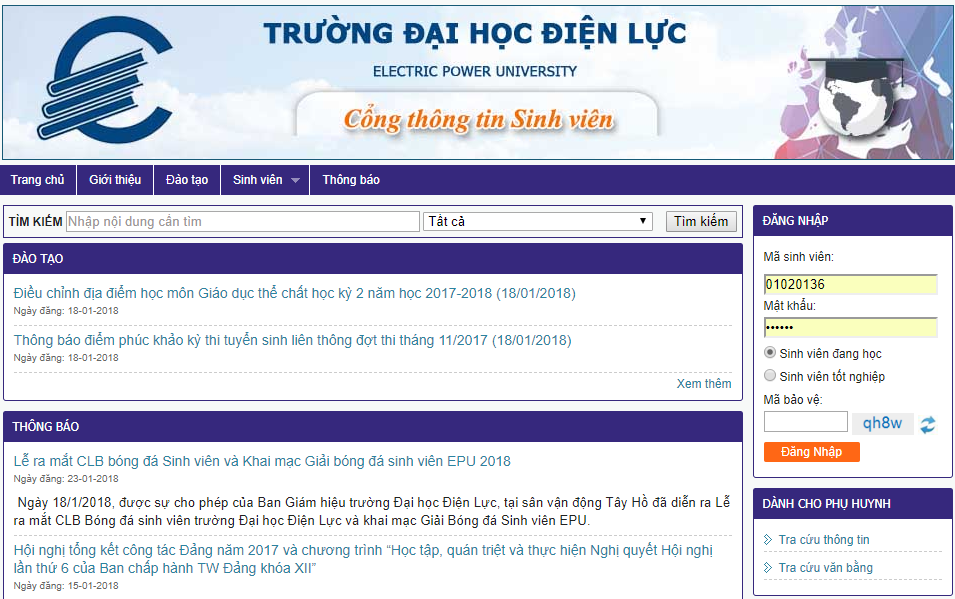 TRƯỜNG ĐẠI HỌC ĐIỆN LỰC
ELECTRIC POWER UNIVERSITY
Cổng thông tin Sinh viên
Trang chủ Giới thiệu Đào tạo Sinh viên Thông báo
TÌM KIẾM Nhập nội dung cần tìm Tất cả Tìm kiếm
ĐÀO TẠO
Điều chỉnh địa điểm học môn Giáo dục thể chất học kỳ 2 năm học 2017-2018 (18/01/2018)
Ngày đăng: 18-01-2018
Thông báo điểm phúc khảo kỳ thi tuyển sinh liên thông đợt thi tháng 11/2017 (18/01/2018)
Ngày đăng: 18-01-2018
Xem thêm
THÔNG BÁO
Lễ ra mắt CLB bóng đá Sinh viên và Khai mạc Giải bóng đá sinh viên EPU 2018
Ngày đăng: 23-01-2018
Ngày 18/1/2018, được sự cho phép của Ban Giám hiệu trường Đại học Điện Lực, tại sân vận động Tây Hồ đã diễn ra Lễ
ra mắt CLB Bóng đá sinh viên trường Đại học Điện Lực và khai mạc Giải Bóng đá Sinh viên EPU.
Hội nghị tổng kết công tác Đảng năm 2017 và chương trình “Học tập, quán triệt và thực hiện Nghị quyết Hội nghị
lần thứ 6 của Ban chấp hành TW Đảng khóa XII”
Ngày đăng: 15-01-2018
ĐĂNG NHẬP
Mã sinh viên:
01020136
Mật khẩu:
••••••
Sinh viên đang học
Sinh viên tốt nghiệp
Mã bảo vệ:
qh8w
Đăng Nhập
DÀNH CHO PHỤ HUYNH
Tra cứu thông tin
Tra cứu văn bằng